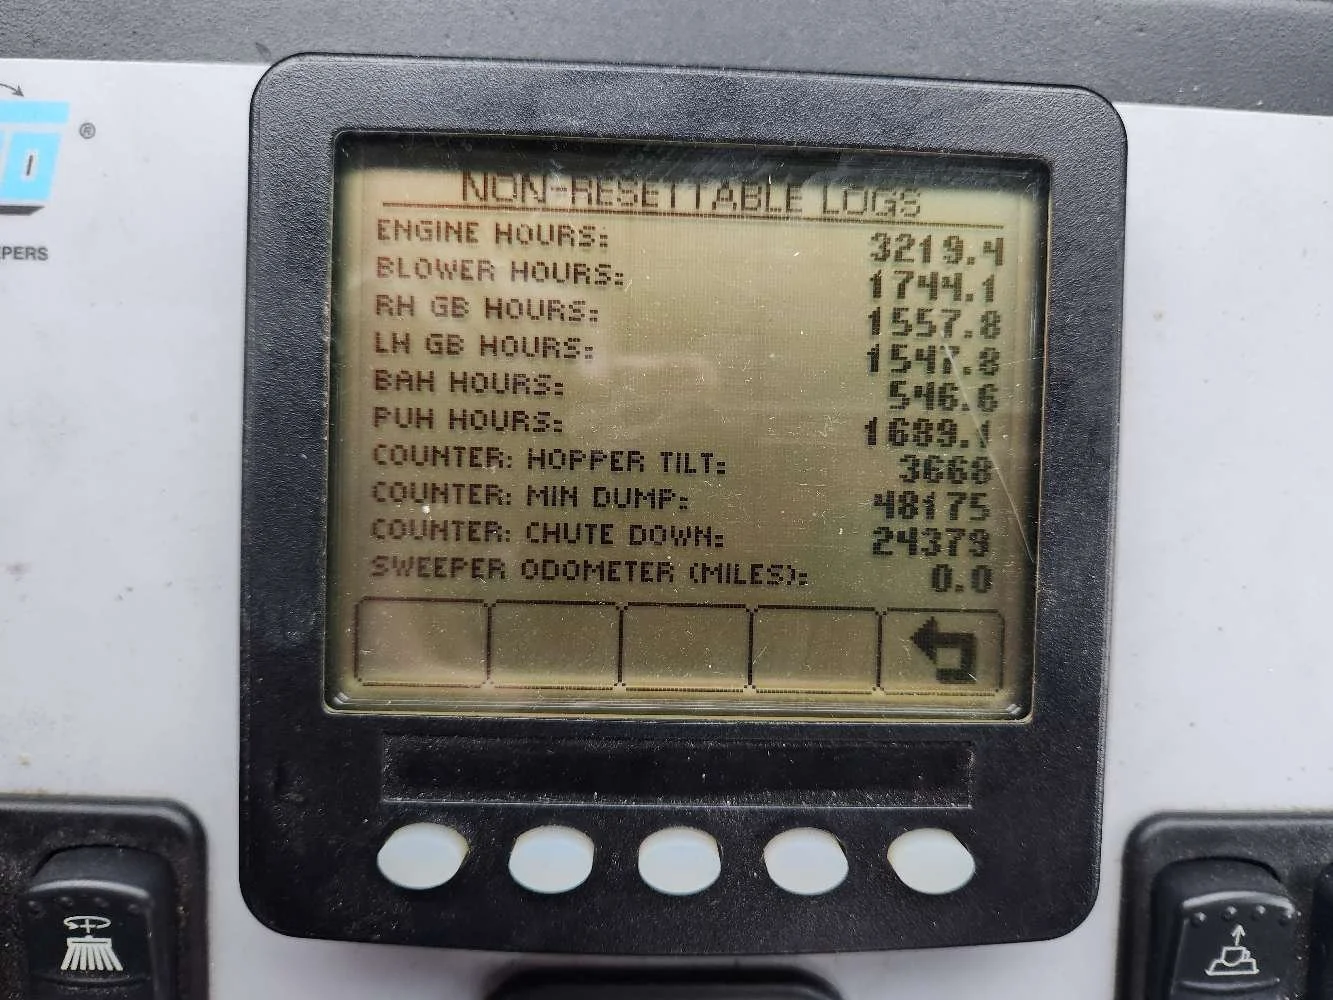 ®
EPERS
NON-RESETTABLE LOGS
ENGINE HOURS: 3219.4
BLOWER HOURS: 1744.1
RH GB HOURS: 1557.8
LH GB HOURS: 1547.8
BAH HOURS: 546.6
PUH HOURS: 1689.1
COUNTER: HOPPER TILT: 3668
COUNTER: MIN DUMP: 48175
COUNTER: CHUTE DOWN: 24379
SWEEPER ODOMETER (MILES): 0.0